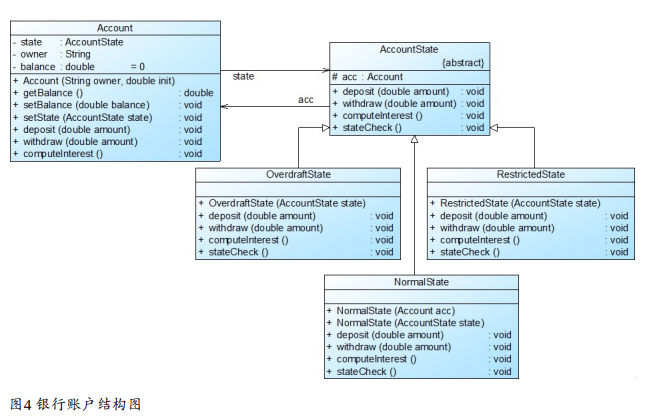 Account
- state : AccountState
- owner : String
- balance : double = 0
+ Account (String owner, double init)
+ getBalance () : double
+ setBalance (double balance) : void
+ setState (AccountState state) : void
+ deposit (double amount) : void
+ withdraw (double amount) : void
+ computeInterest () : void
state
acc
AccountState
{abstract}
# acc : Account
+ deposit (double amount) : void
+ withdraw (double amount) : void
+ computeInterest () : void
+ stateCheck () : void
OverdraftState
+ OverdraftState (AccountState state)
+ deposit (double amount) : void
+ withdraw (double amount) : void
+ computeInterest () : void
+ stateCheck () : void
RestrictedState
+ RestrictedState (AccountState state)
+ deposit (double amount) : void
+ withdraw (double amount) : void
+ computeInterest () : void
+ stateCheck () : void
NormalState
+ NormalState (Account acc)
+ NormalState (AccountState state)
+ deposit (double amount) : void
+ withdraw (double amount) : void
+ computeInterest () : void
+ stateCheck () : void
图4 银行账户结构图